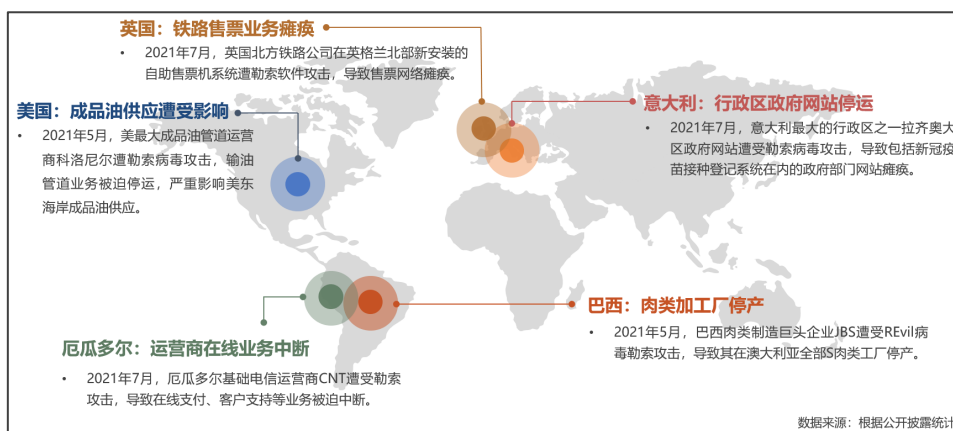 英国：铁路售票业务瘫痪
• 2021年7月，英国北方铁路公司在英格兰北部新安装的
自助售票机系统遭勒索软件攻击，导致售票网络瘫痪。
美国：成品油供应遭受影响
• 2021年5月，美最大成品油管道运营
商科洛尼尔遭勒索病毒攻击，输油
管道业务被迫停运，严重影响美东
海岸成品油供应。
意大利：行政区政府网站停运
• 2021年7月，意大利最大的行政区之一拉齐奥大
区政府网站遭受勒索病毒攻击，导致包括新冠疫
苗接种登记系统在内的政府部门网站瘫痪。
巴西：肉类加工厂停产
• 2021年5月，巴西肉类制造巨头企业JBS遭受REvil病
毒勒索攻击，导致其在澳大利亚全部S肉类工厂停产。
厄瓜多尔：运营商在线业务中断
• 2021年7月，厄瓜多尔基础电信运营商CNT遭受勒索
攻击，导致在线支付、客户支持等业务被迫中断。
数据来源：根据公开披露统计